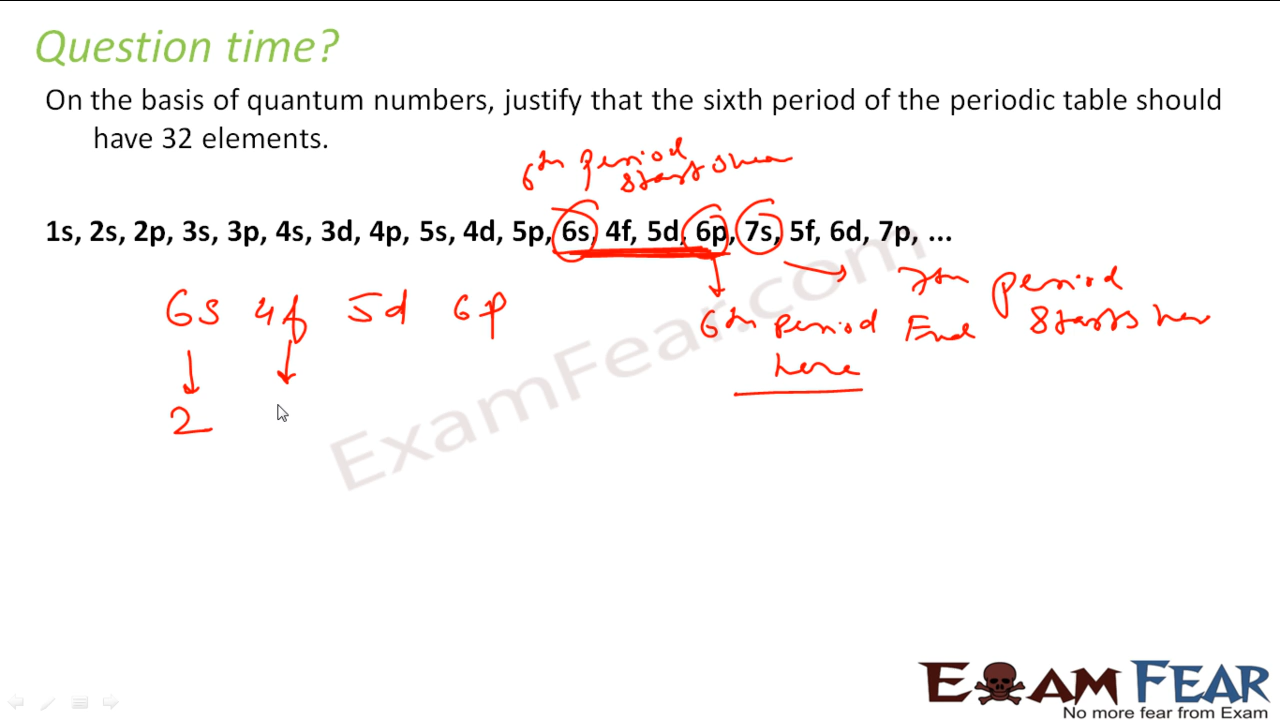 Question time?
On the basis of quantum numbers, justify that the sixth period of the periodic table should
have 32 elements.
6th period
starts here
1s, 2s, 2p, 3s, 3p, 4s, 3d, 4p, 5s, 4d, 5p, 6s, 4f, 5d, 6p, 7s, 5f, 6d, 7p, ...
7th period
starts here
6s 4f 5d 6p
6th period End
here
2
ExamFear.com
EXAM FEAR
No more fear from Exam